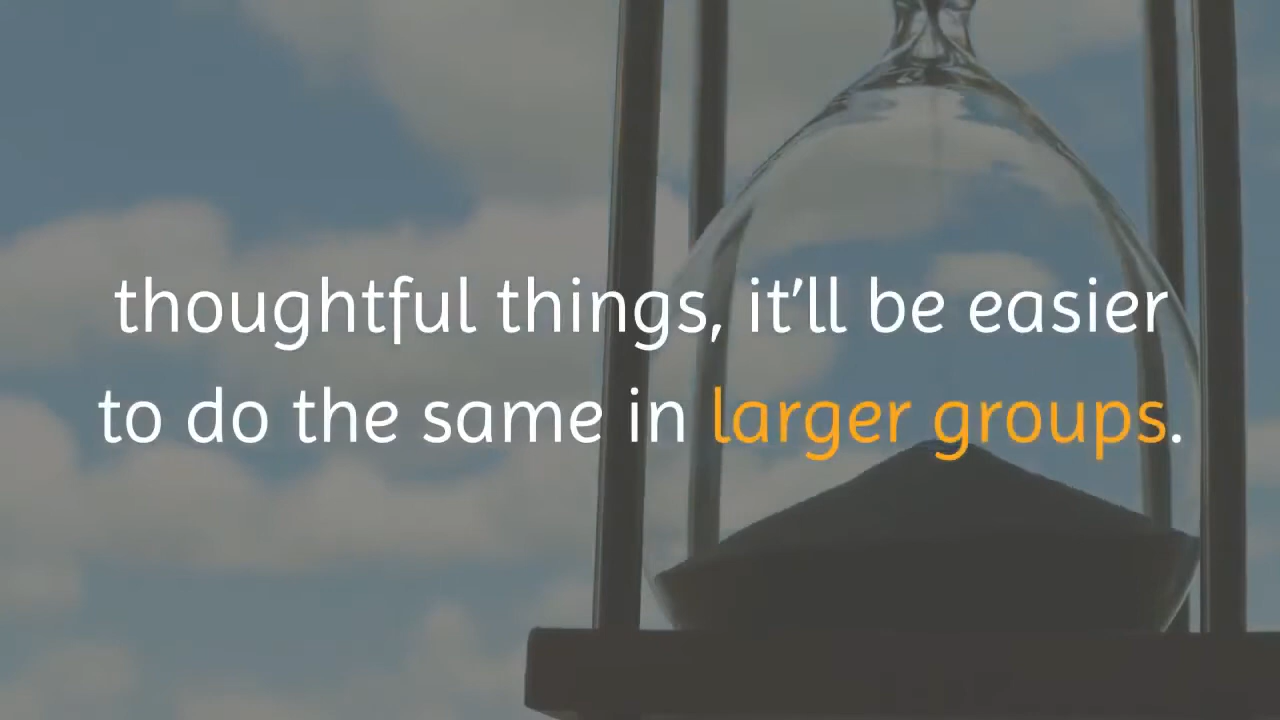 thoughtful things, it’ll be easier
to do the same in larger groups.